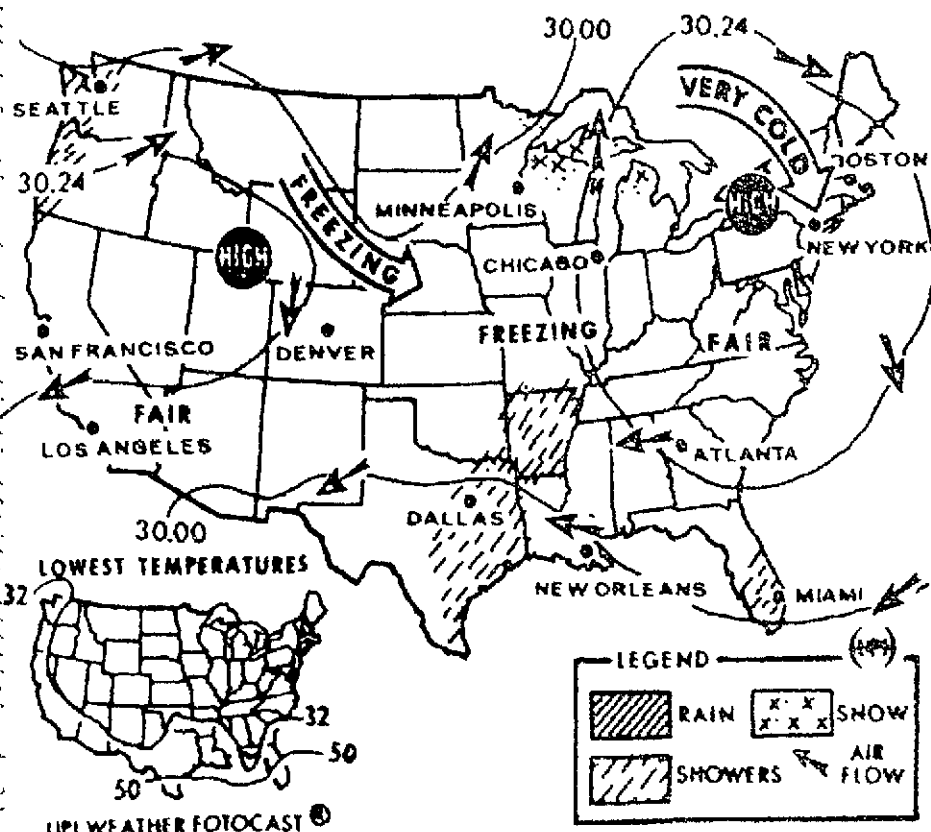 30.00
30.24
VERY COLD
SEATTLE
BOSTON
30.24
HIGH
FREEZING
MINNEAPOLIS
NEW YORK
HIGH
CHICAGO
SAN FRANCISCO
DENVER
FREEZING
FAIR
FAIR
LOS ANGELES
ATLANTA
DALLAS
30.00
LOWEST TEMPERATURES
NEW ORLEANS
MIAMI
32
LEGEND
RAIN
SNOW
SHOWERS
AIR
FLOW
32
50
50
UPI WEATHER FOTOCAST ®